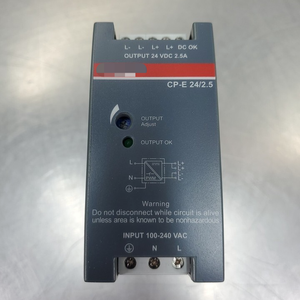 L- L- L+ L+ DC OK
OUTPUT 24 VDC 2.5A
CP-E 24/2.5
OUTPUT
Adjust
OUTPUT OK
L
N
Warning
Do not disconnect while circuit is alive
unless area is known to be nonhazardous
INPUT 100-240 VAC
N L